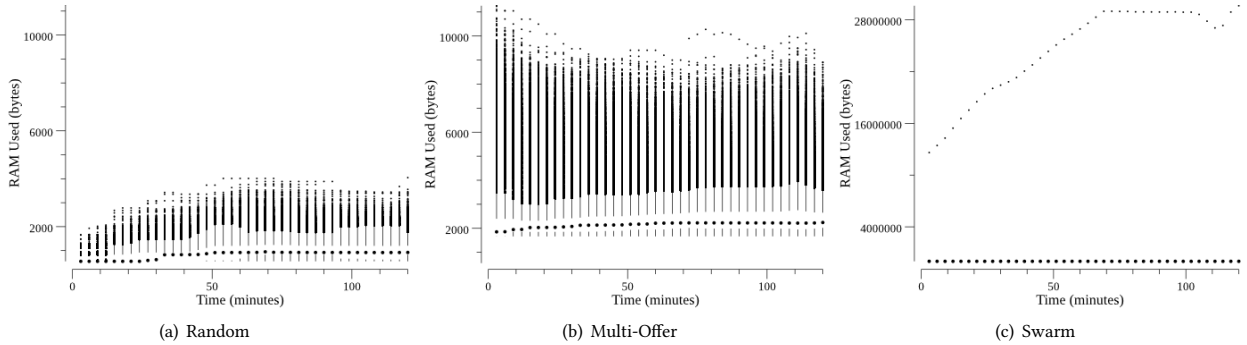 10000
6000
2000
RAM Used (bytes)
0 50 100
Time (minutes)
(a) Random
10000
6000
2000
RAM Used (bytes)
0 50 100
Time (minutes)
(b) Multi-Offer
28000000
16000000
4000000
RAM Used (bytes)
0 50 100
Time (minutes)
(c) Swarm